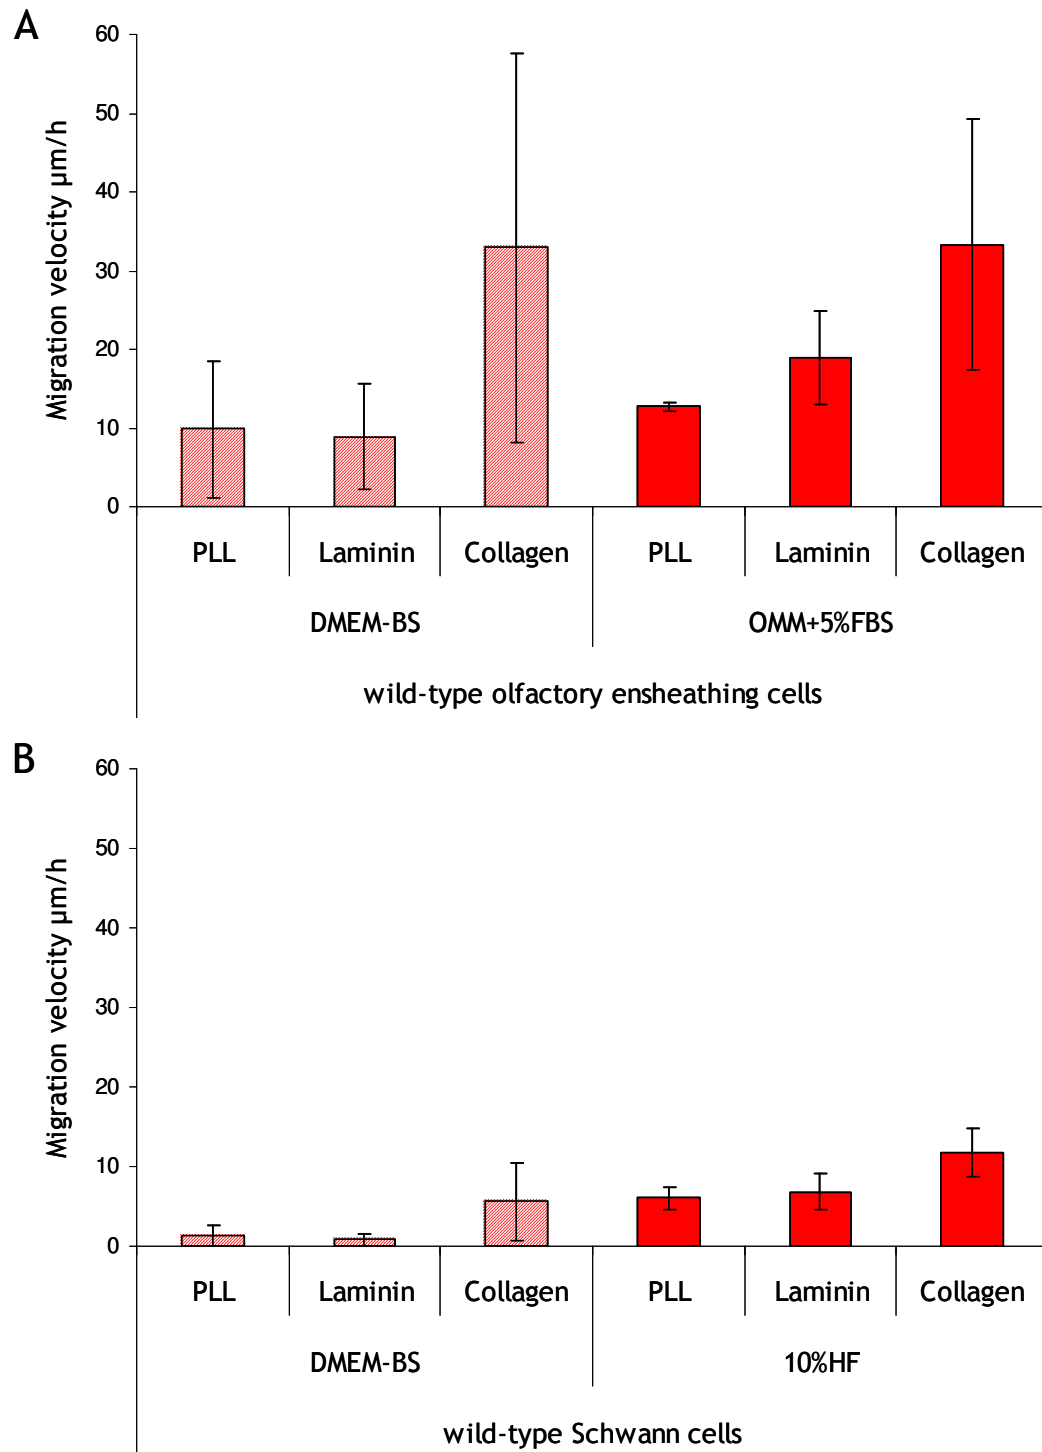 A
Migration velocity µm/h
60
50
40
30
20
10
0
PLL Laminin Collagen PLL Laminin Collagen
DMEM-BS OMM+5%FBS
wild-type olfactory ensheathing cells
B
Migration velocity µm/h
60
50
40
30
20
10
0
PLL Laminin Collagen PLL Laminin Collagen
DMEM-BS 10%HF
wild-type Schwann cells